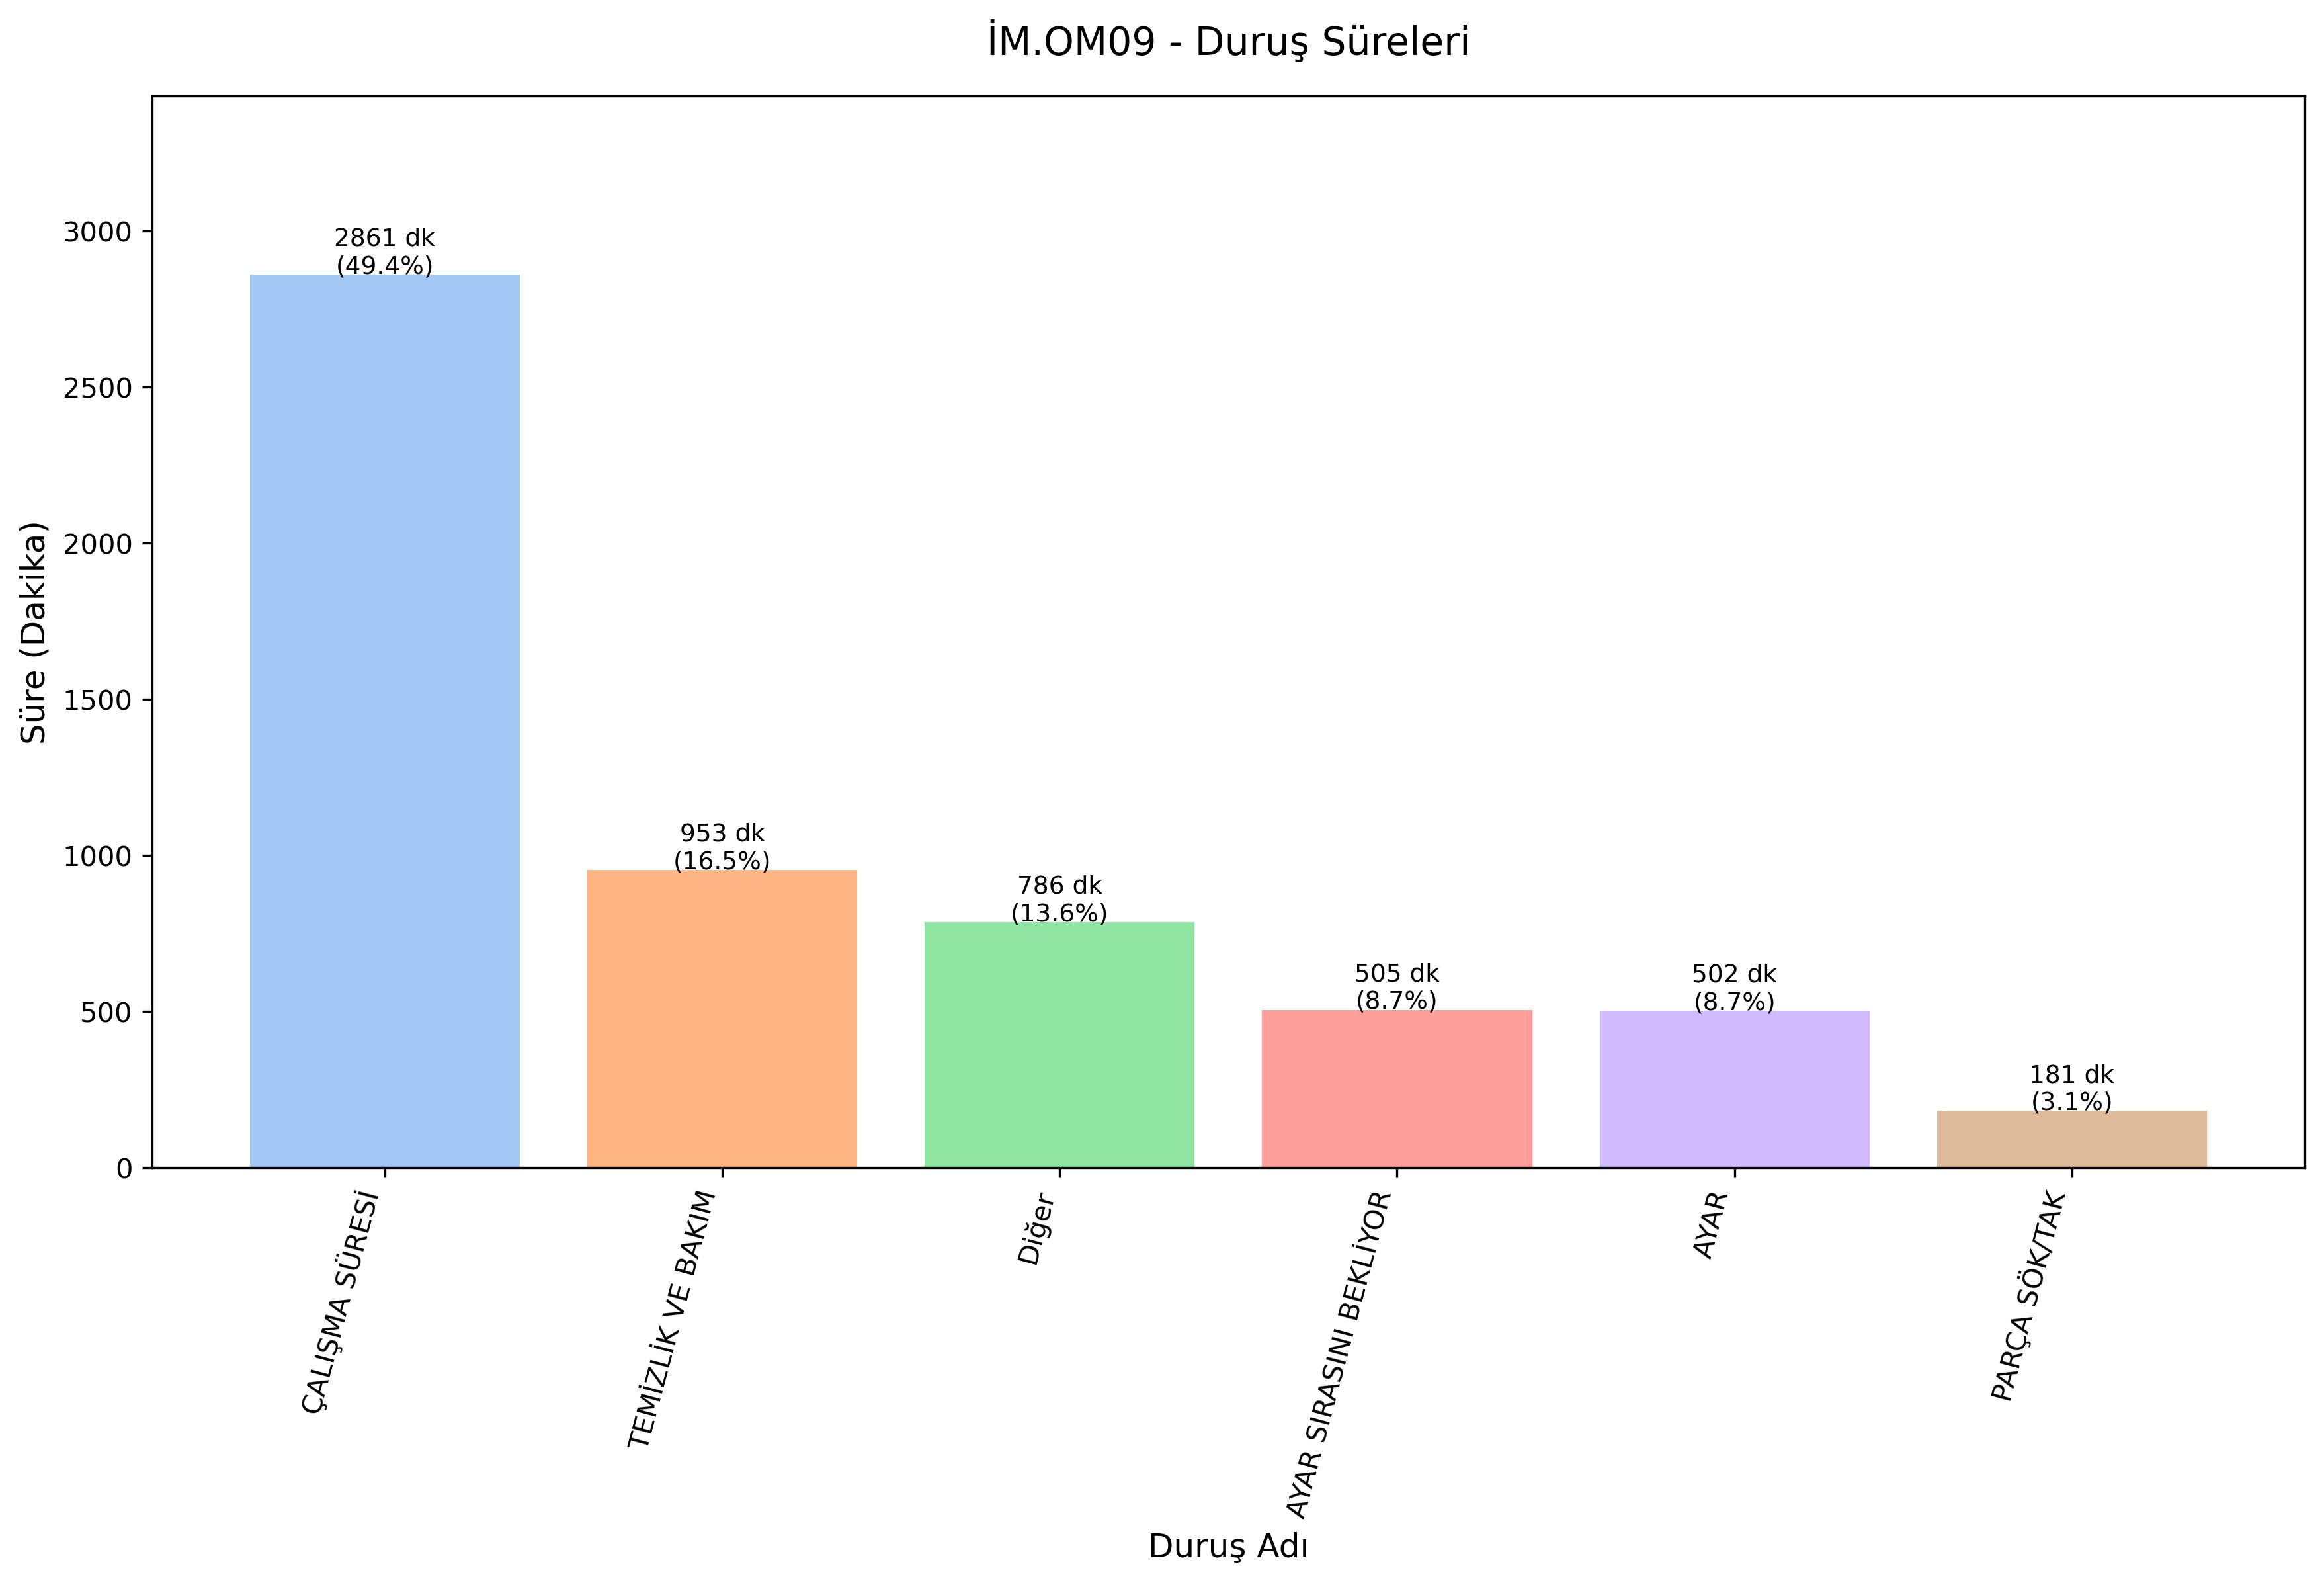 İM.OM09 - Duruş Süreleri
Süre (Dakika)
3000
2500
2000
1500
1000
500
0
2861 dk
(49.4%)
953 dk
(16.5%)
786 dk
(13.6%)
505 dk
(8.7%)
502 dk
(8.7%)
181 dk
(3.1%)
ÇALIŞMA SÜRESİ
TEMİZLİK VE BAKIM
Diğer
AYAR SIRASINI BEKLİYOR
AYAR
PARÇA SÖK/TAK
Duruş Adı